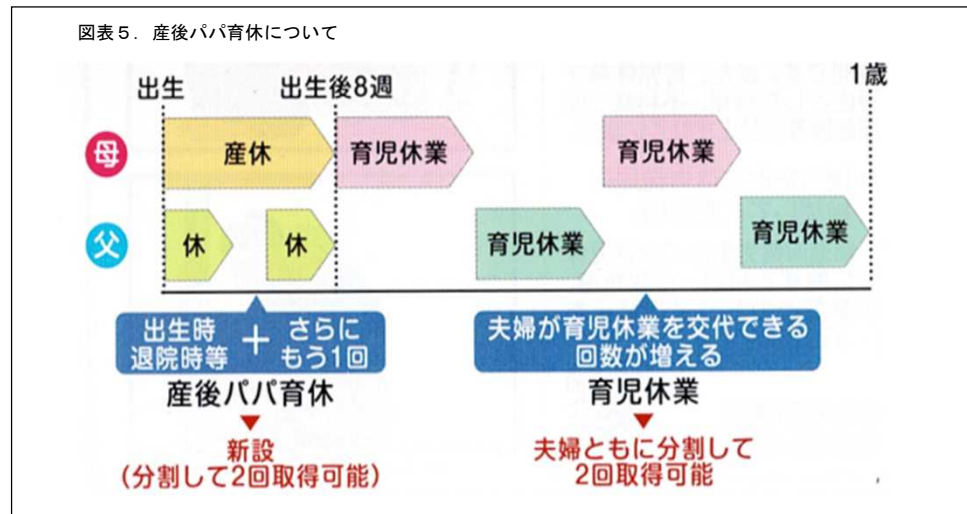 図表５．産後パパ育休について
出生
出生後8週
1歳
母
産休
育児休業
育児休業
父
休
休
育児休業
育児休業
出生時
退院時等
＋
さらに
もう1回
夫婦が育児休業を交代できる
回数が増える
産後パパ育休
育児休業
新設
(分割して2回取得可能)
夫婦ともに分割して
2回取得可能